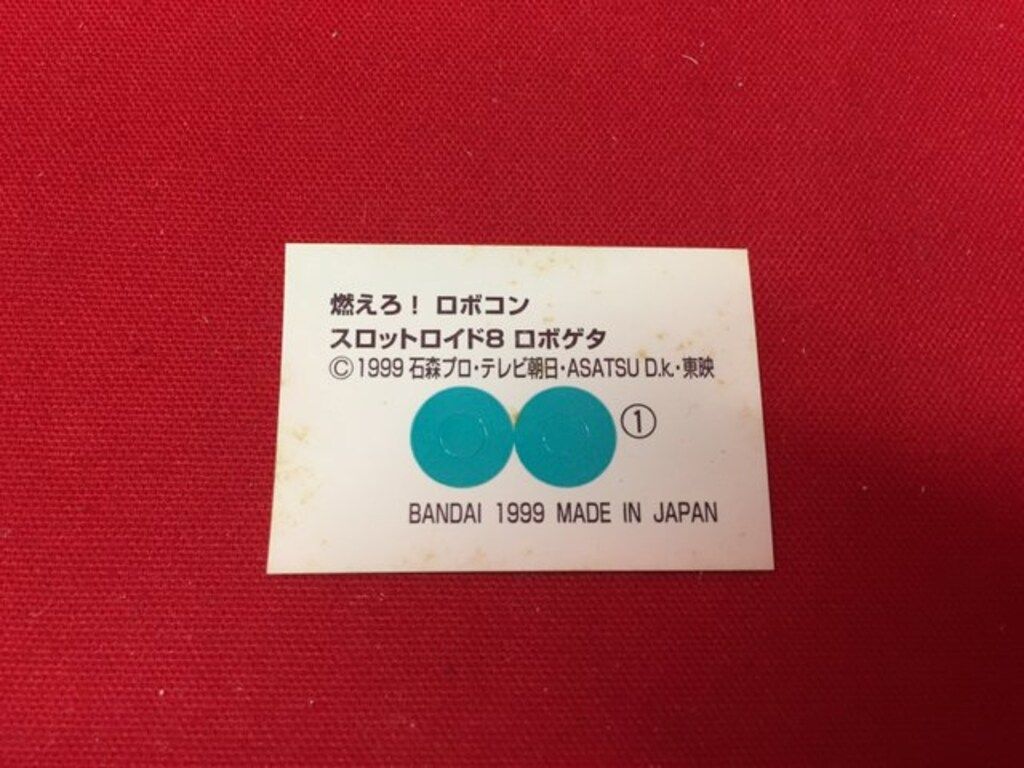 燃えろ! ロボコン
スロットロイド8 ロボゲタ
©1999 石森プロ・テレビ朝日・ASATSU D.k.・東映
①
BANDAI 1999 MADE IN JAPAN